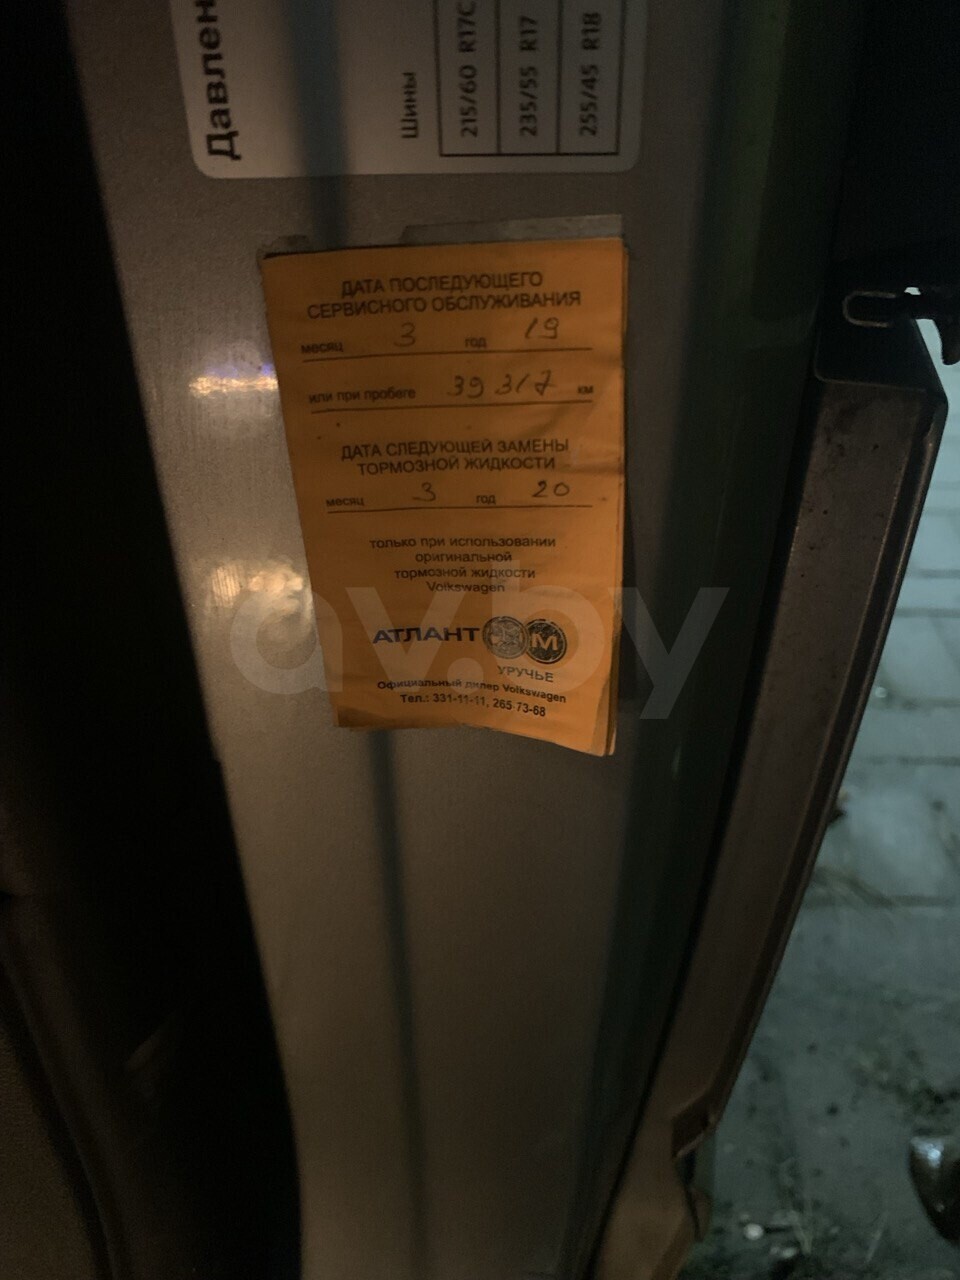 Давлен
Шины
215/60 R17C
235/55 R17
255/45 R18
ДАТА ПОСЛЕДУЮЩЕГО
СЕРВИСНОГО ОБСЛУЖИВАНИЯ
месяц 3 год 19
или при пробеге 39 317 км
ДАТА СЛЕДУЮЩЕЙ ЗАМЕНЫ
ТОРМОЗНОЙ ЖИДКОСТИ
месяц 3 год 20
только при использовании
оригинальной
тормозной жидкости
Volkswagen
АТЛАНТ М
УРУЧЬЕ
Официальный дилер Volkswagen
Тел.: 331-11-11, 265 73-68
av.by